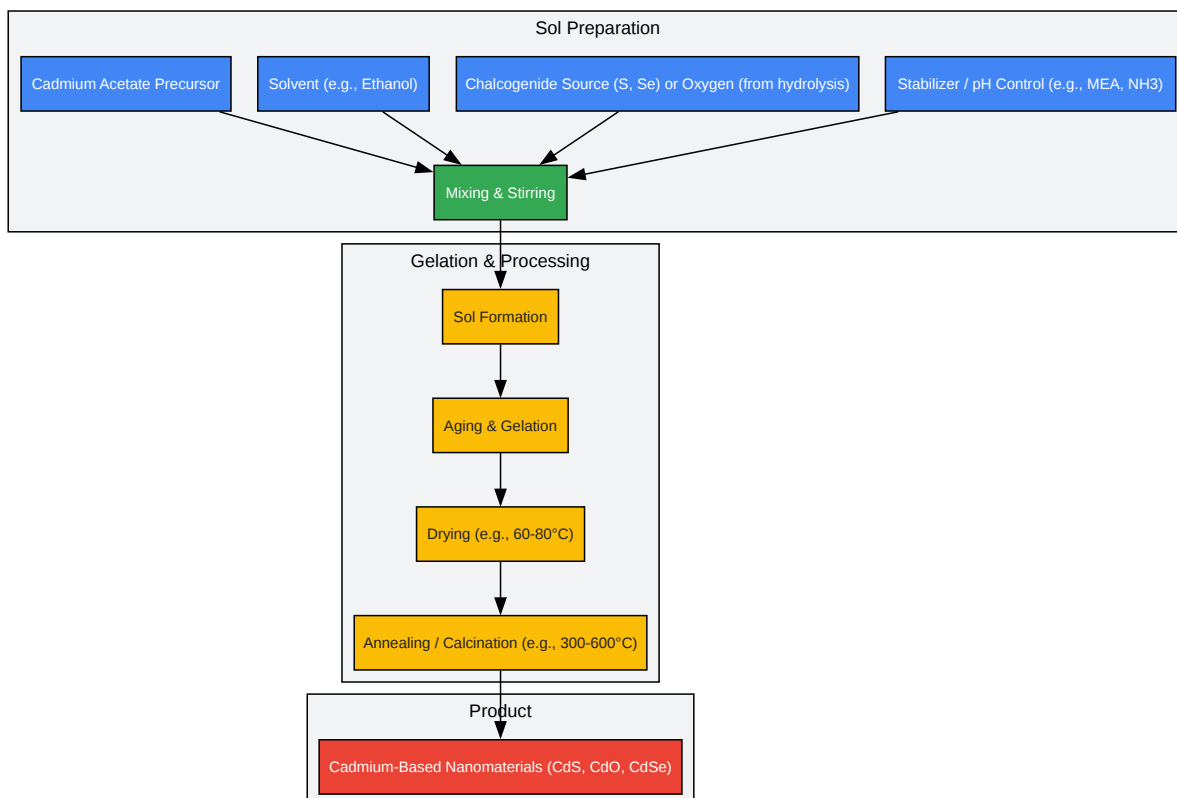 Sol Preparation
Cadmium Acetate Precursor
Solvent (e.g., Ethanol)
Chalcogenide Source (S, Se) or Oxygen (from hydrolysis)
Stabilizer / pH Control (e.g., MEA, NH3)
Mixing & Stirring
Gelation & Processing
Sol Formation
Aging & Gelation
Drying (e.g., 60-80°C)
Annealing / Calcination (e.g., 300-600°C)
Product
Cadmium-Based Nanomaterials (CdS, CdO, CdSe)